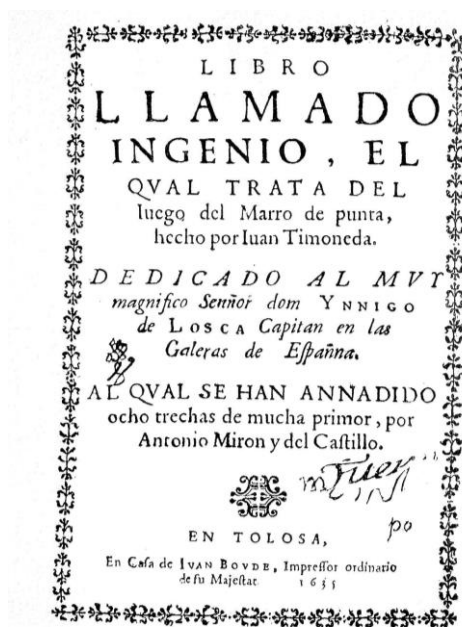 LIBRO
LLAMADO
INGENIO, EL
QVAL TRATA DEL
Iuego del Marro de punta,
hecho por Iuan Timoneda.
DEDICADO AL MVY
magnifico Senñor dom YNNIGO
de LOSCA Capitan en las
Galeras de Eſpañna.
AL QVAL SE HAN ANNADIDO
ocho trechas de mucha primor, por
Antonio Miron y del Caſtillo.
EN TOLOSA,
po
En Caſa de IVAN BOVDE, Impreſſor ordinario
de ſu Majeſtat 1635